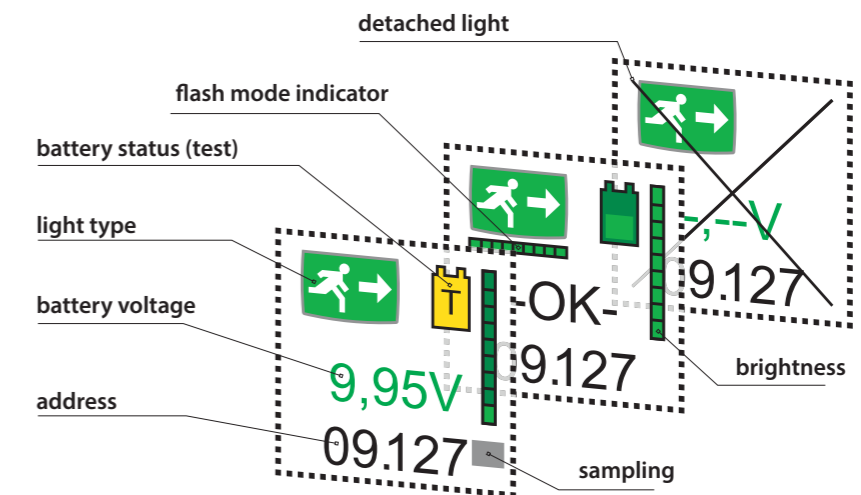 detached light
flash mode indicator
battery status (test)
light type
battery voltage
address
T
9,95V
09.127
-OK-
09.127
-,--V
09.127
brightness
sampling